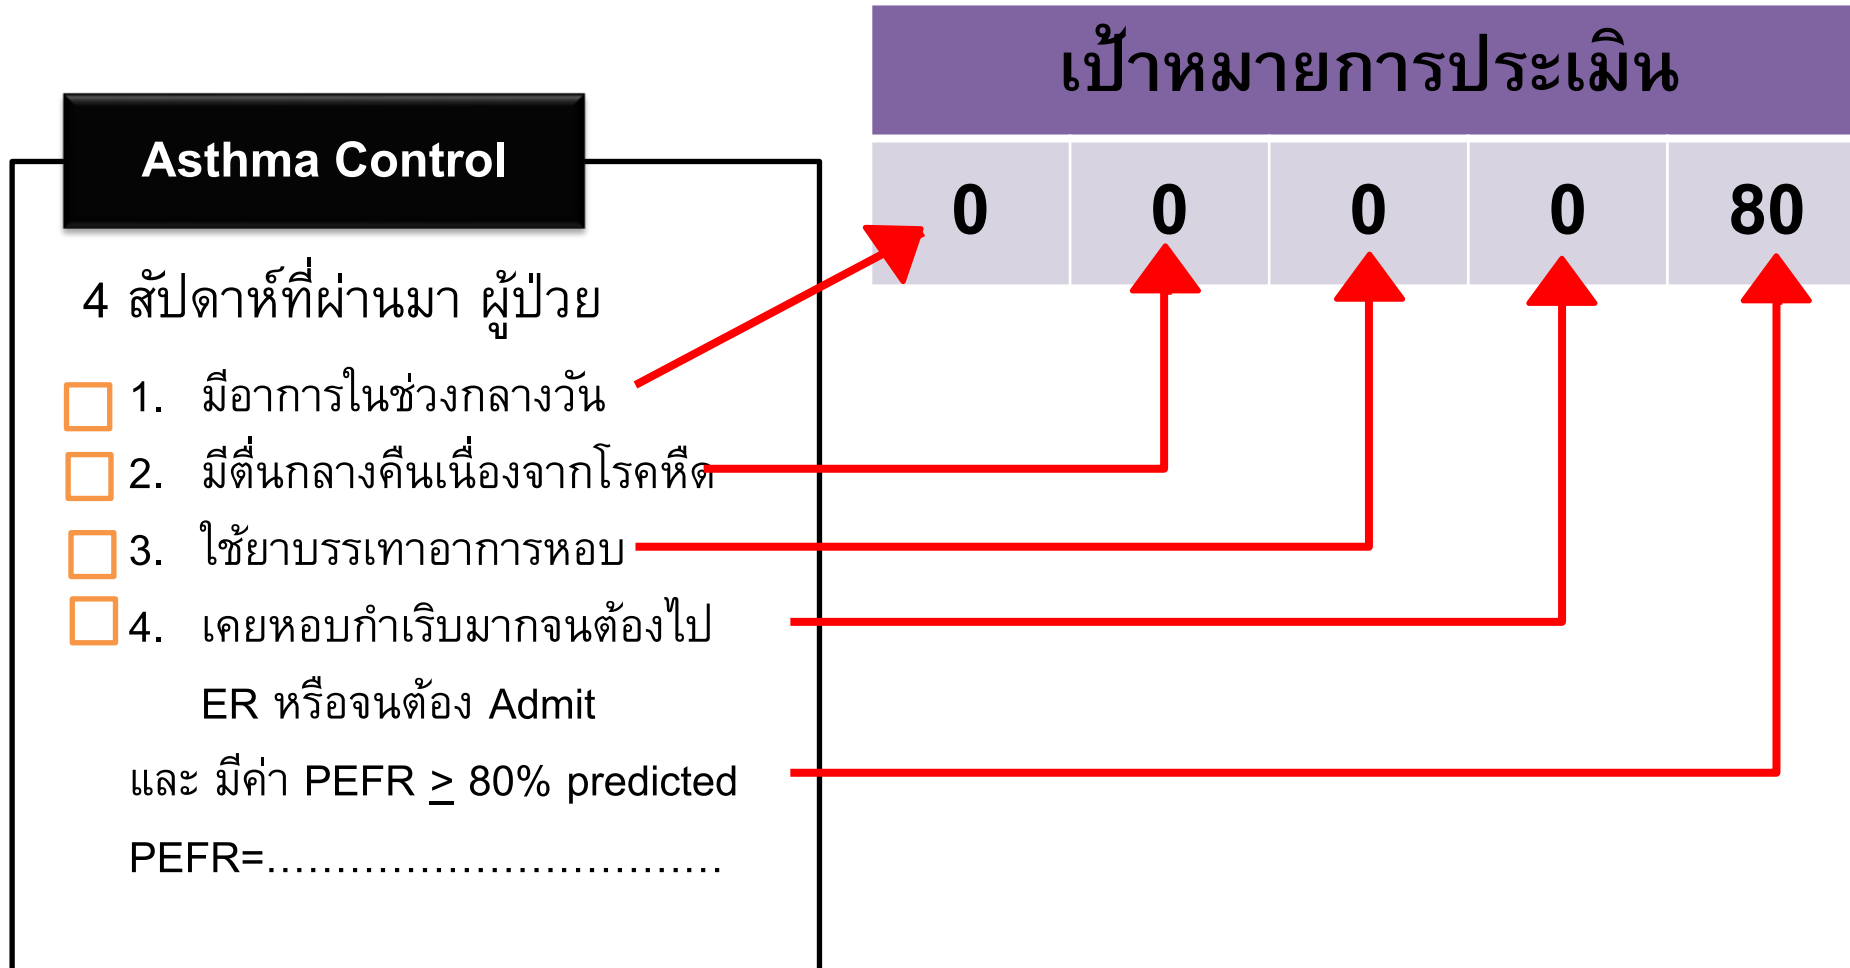 เป้าหมายการประเมิน
0 0 0 0 80
Asthma Control
4 สัปดาห์ที่ผ่านมา ผู้ป่วย
1. มีอาการในช่วงกลางวัน
2. มีตื่นกลางคืนเนื่องจากโรคหืด
3. ใช้ยาบรรเทาอาการหอบ
4. เคยหอบกำเริบมากจนต้องไป
ER หรือจนต้อง Admit
และ มีค่า PEFR ≥ 80% predicted
PEFR=.................................